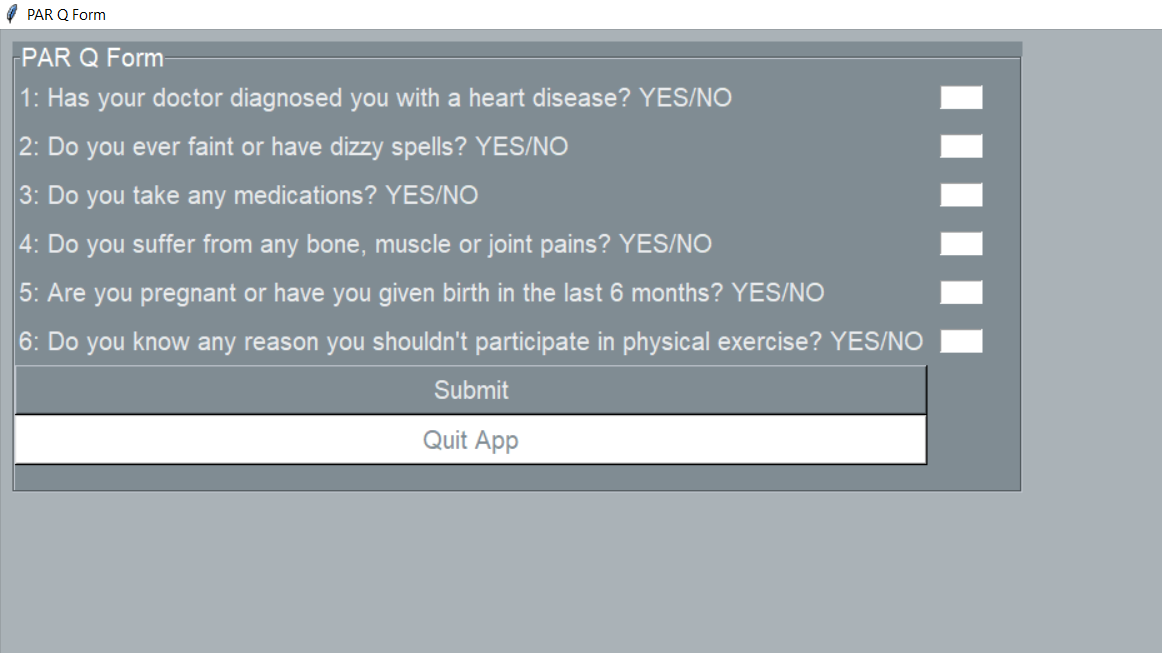 PAR Q Form
PAR Q Form
1: Has your doctor diagnosed you with a heart disease? YES/NO
2: Do you ever faint or have dizzy spells? YES/NO
3: Do you take any medications? YES/NO
4: Do you suffer from any bone, muscle or joint pains? YES/NO
5: Are you pregnant or have you given birth in the last 6 months? YES/NO
6: Do you know any reason you shouldn't participate in physical exercise? YES/NO
Submit
Quit App